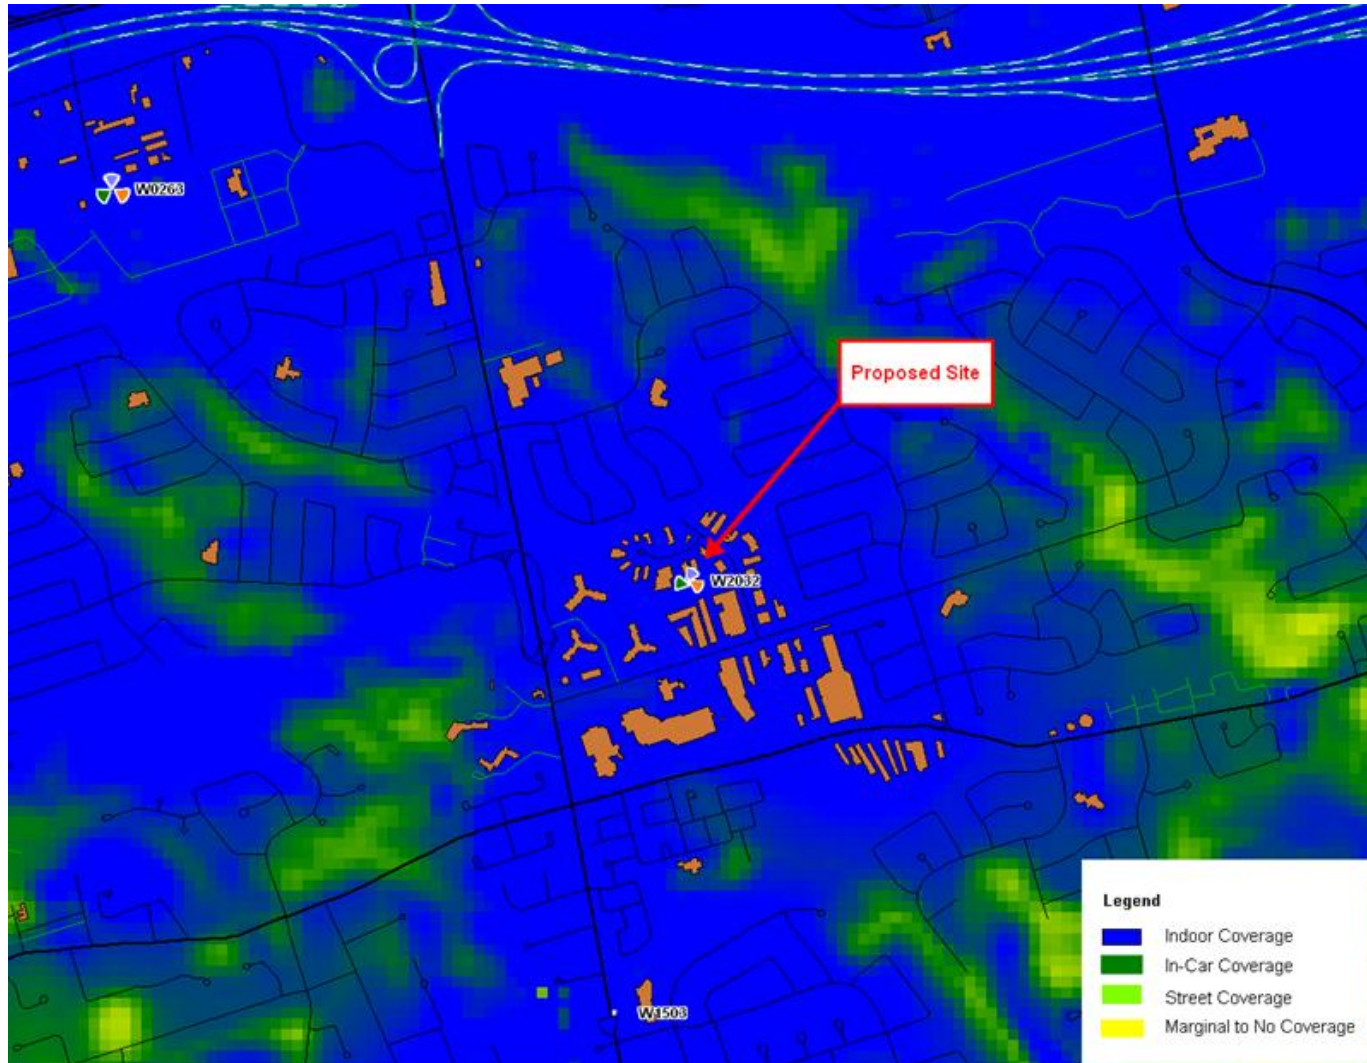 W0263
Proposed Site
W2032
W1503
Legend
Indoor Coverage
In-Car Coverage
Street Coverage
Marginal to No Coverage